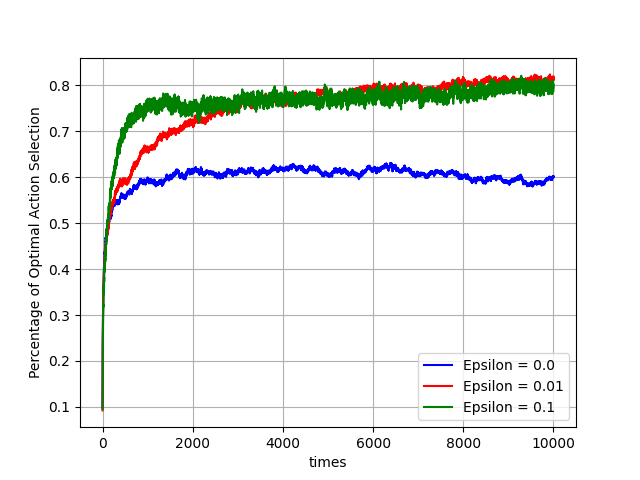 Percentage of Optimal Action Selection
0.8
0.7
0.6
0.5
0.4
0.3
0.2
0.1
0 2000 4000 6000 8000 10000
times
Epsilon = 0.0
Epsilon = 0.01
Epsilon = 0.1